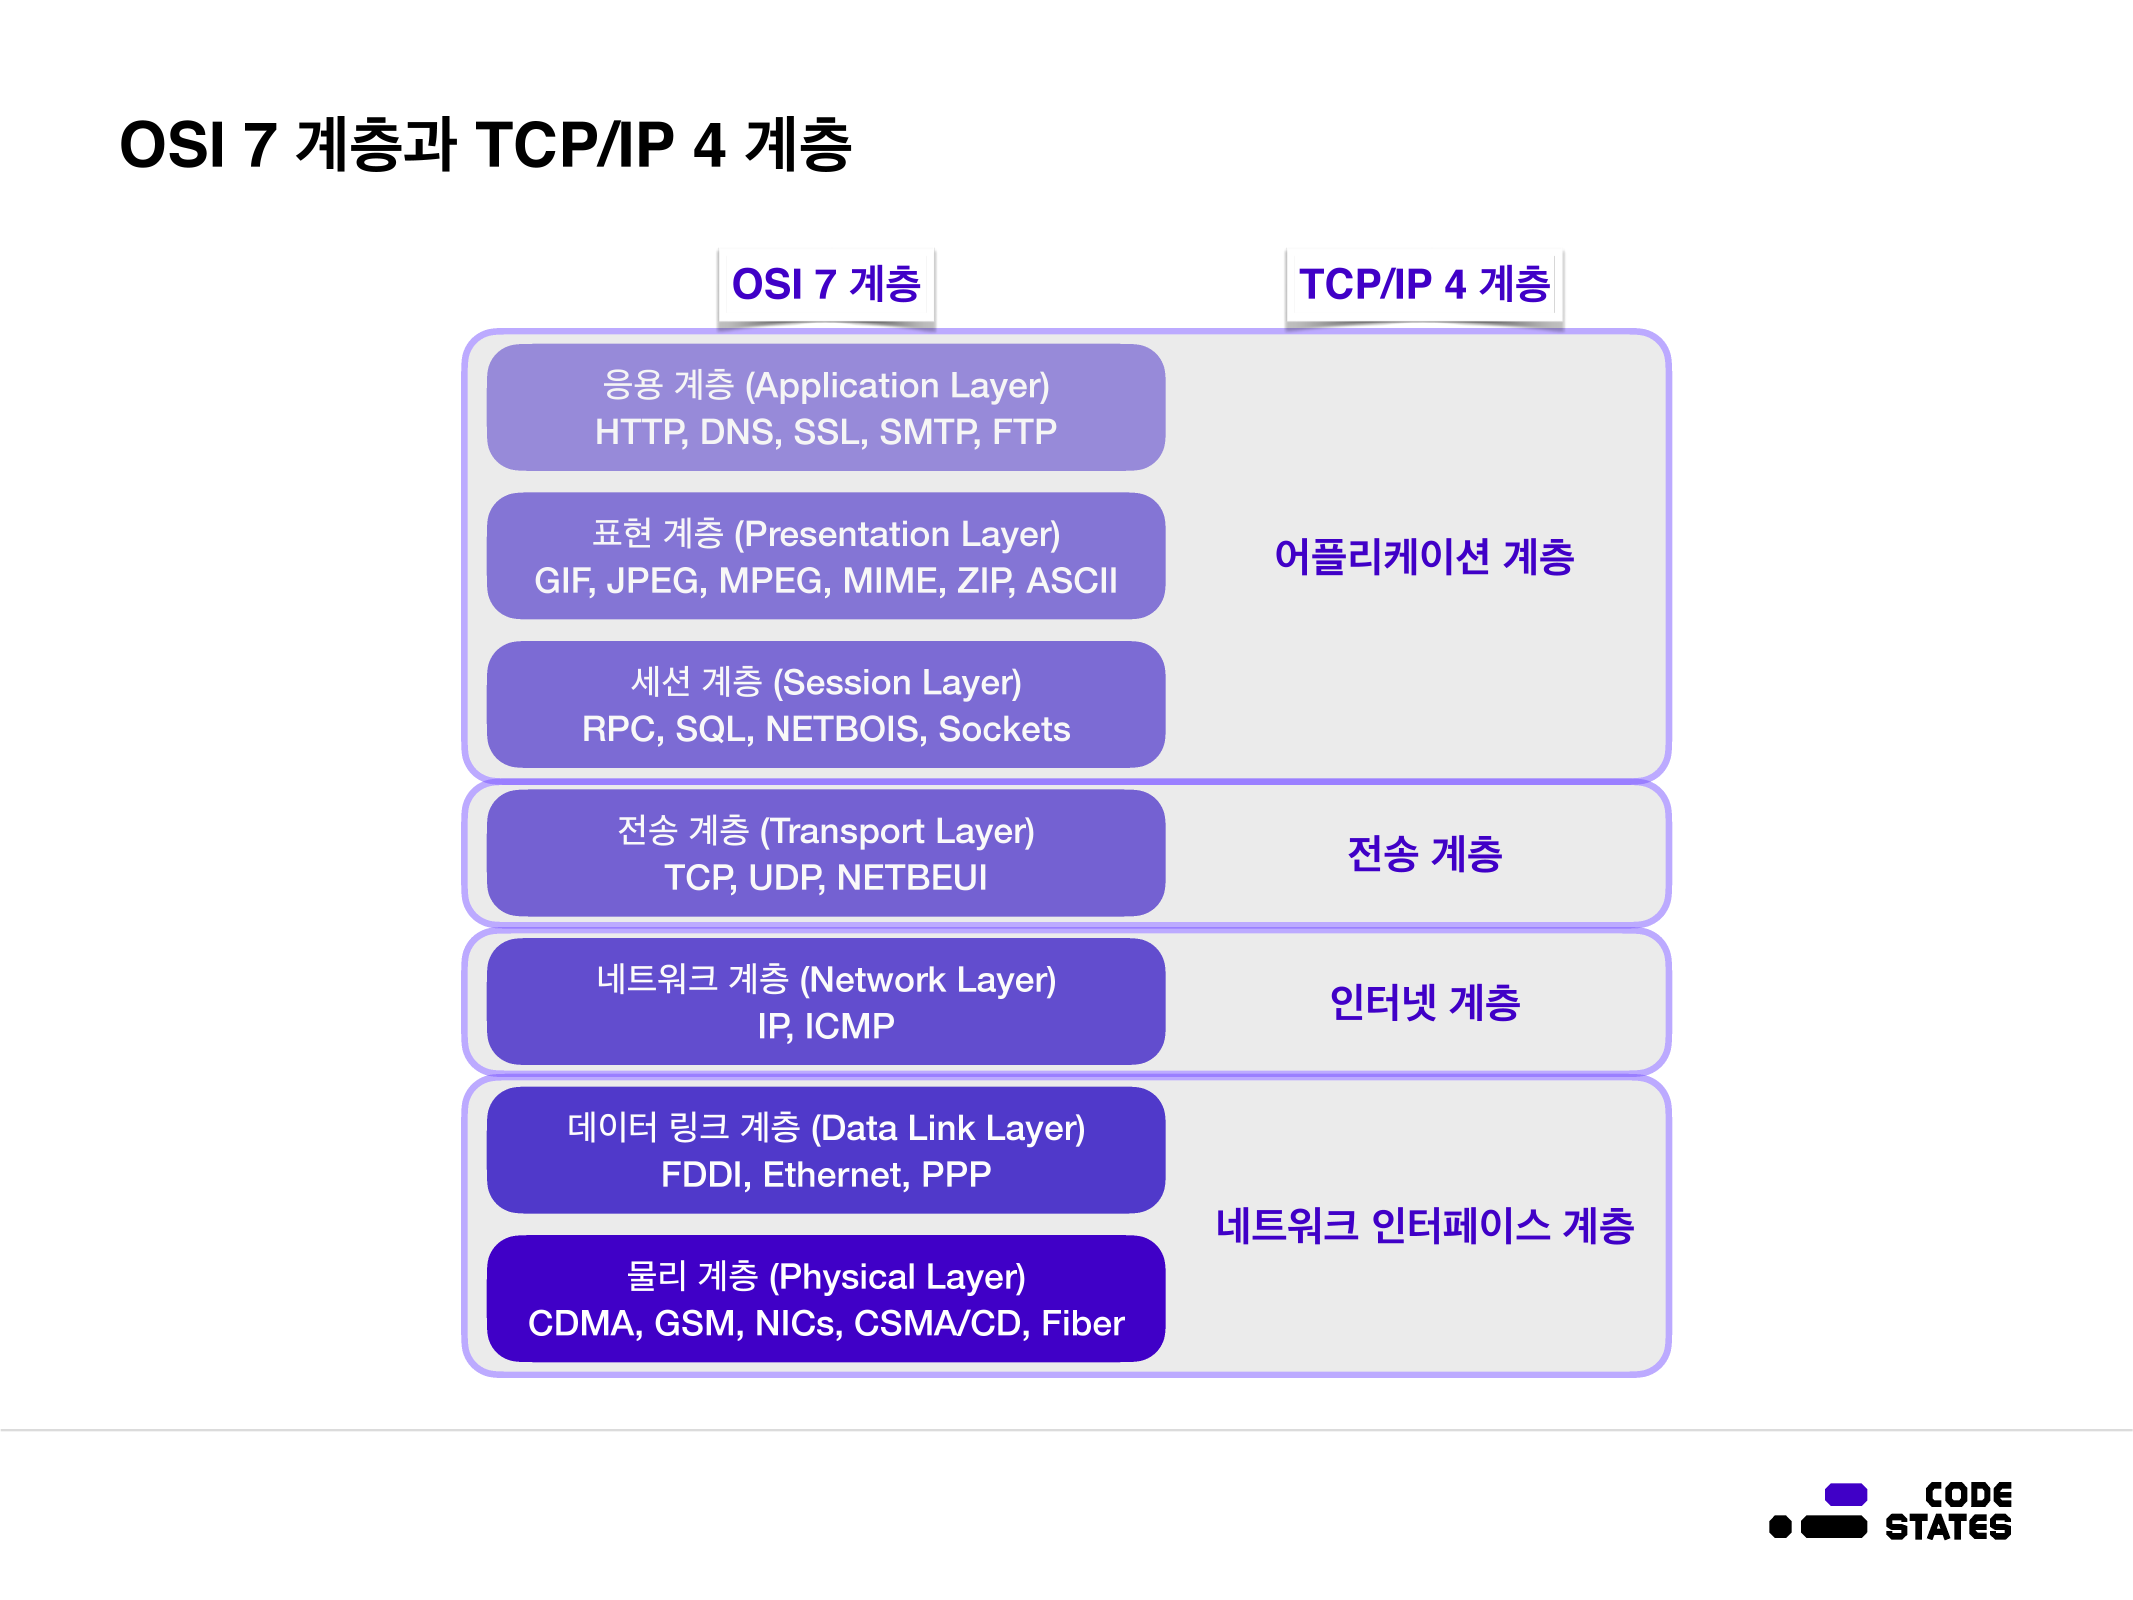 OSI 7 계층과 TCP/IP 4 계층
OSI 7 계층
TCP/IP 4 계층
응용 계층 (Application Layer)
HTTP, DNS, SSL, SMTP, FTP
표현 계층 (Presentation Layer)
GIF, JPEG, MPEG, MIME, ZIP, ASCII
세션 계층 (Session Layer)
RPC, SQL, NETBOIS, Sockets
어플리케이션 계층
전송 계층 (Transport Layer)
TCP, UDP, NETBEUI
전송 계층
네트워크 계층 (Network Layer)
IP, ICMP
인터넷 계층
데이터 링크 계층 (Data Link Layer)
FDDI, Ethernet, PPP
물리 계층 (Physical Layer)
CDMA, GSM, NICs, CSMA/CD, Fiber
네트워크 인터페이스 계층
CODE
STATES